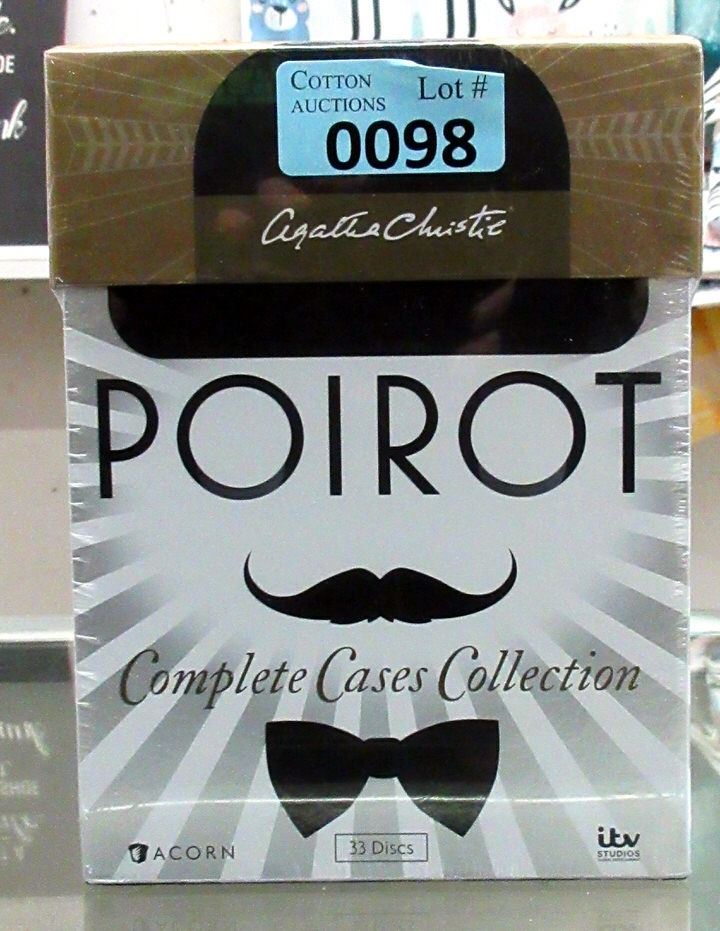 COTTON Lot #
AUCTIONS
0098
Agatha Christie
POIROT
Complete Cases Collection
ACORN
33 Discs
itv
STUDIOS